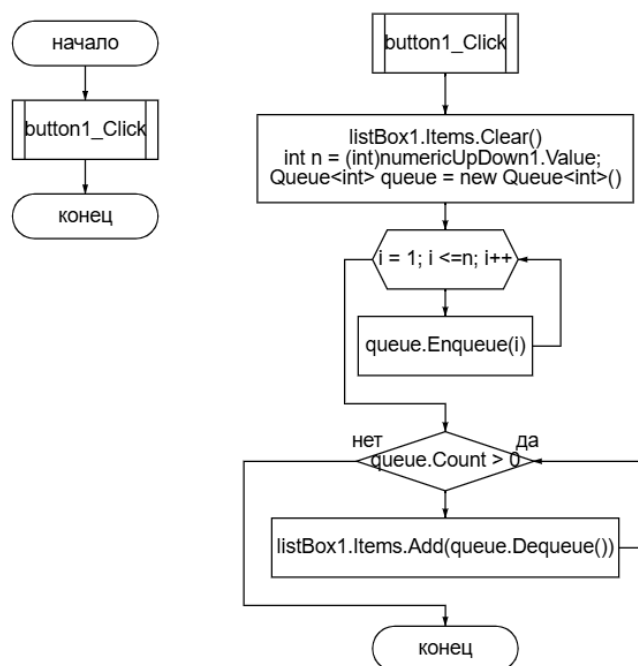 начало
button1_Click
конец
button1_Click
listBox1.Items.Clear()
int n = (int)numericUpDown1.Value;
Queue<int> queue = new Queue<int>()
i = 1; i <=n; i++
queue.Enqueue(i)
нет
да
queue.Count > 0
listBox1.Items.Add(queue.Dequeue())
конец